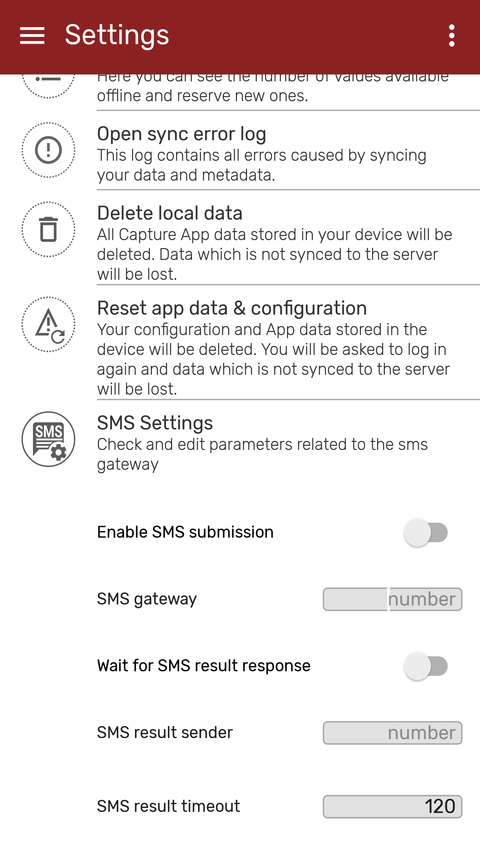 Settings
Here you can see the number of values available
offline and reserve new ones.
Open sync error log
This log contains all errors caused by syncing
your data and metadata.
Delete local data
All Capture App data stored in your device will be
deleted. Data which is not synced to the server
will be lost.
Reset app data & configuration
Your configuration and App data stored in the
device will be deleted. You will be asked to log in
again and data which is not synced to the server
will be lost.
SMS
SMS Settings
Check and edit parameters related to the sms
gateway
Enable SMS submission
SMS gateway number
Wait for SMS result response
SMS result sender number
SMS result timeout 120